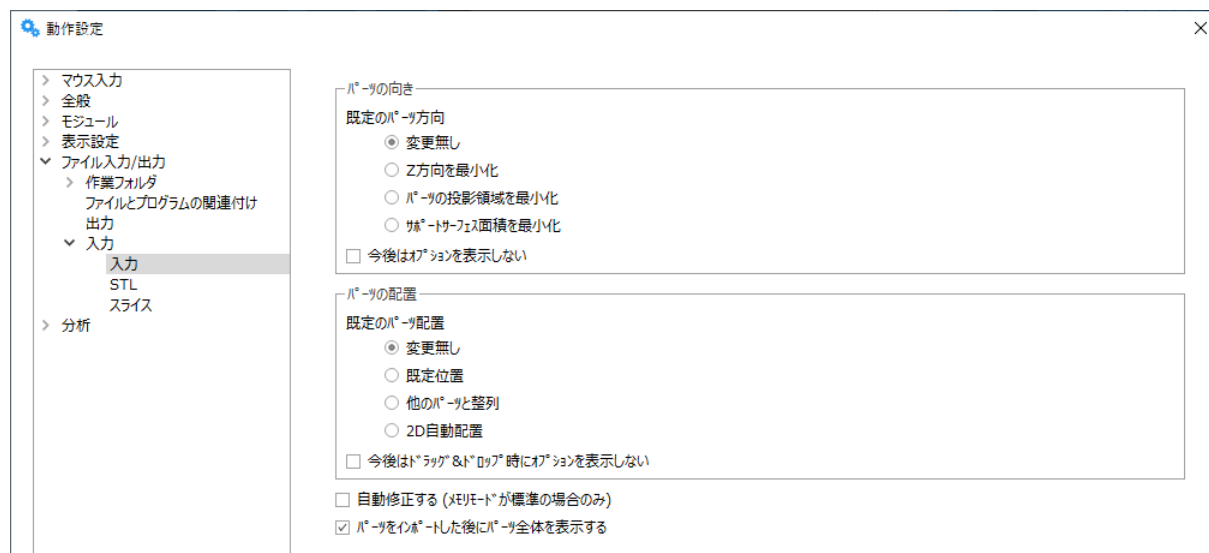 動作設定
マウス入力
全般
モジュール
表示設定
ファイル入力/出力
作業フォルダ
ファイルとプログラムの関連付け
出力
入力
入力
STL
スライス
分析
ﾊﾟｰﾂの向き
既定のﾊﾟｰﾂ方向
変更無し
Z方向を最小化
ﾊﾟｰﾂの投影領域を最小化
ｻﾎﾟｰﾄｻｰﾌｪｽ面積を最小化
今後はｵﾌﾟｼｮﾝを表示しない
ﾊﾟｰﾂの配置
既定のﾊﾟｰﾂ配置
変更無し
既定位置
他のﾊﾟｰﾂと整列
2D自動配置
今後はﾄﾞﾗｯｸﾞ&ﾄﾞﾛｯﾌﾟ時にｵﾌﾟｼｮﾝを表示しない
自動修正する (ﾒﾓﾘﾓｰﾄﾞが標準の場合のみ)
ﾊﾟｰﾂをｲﾝﾎﾟｰﾄした後にﾊﾟｰﾂ全体を表示する